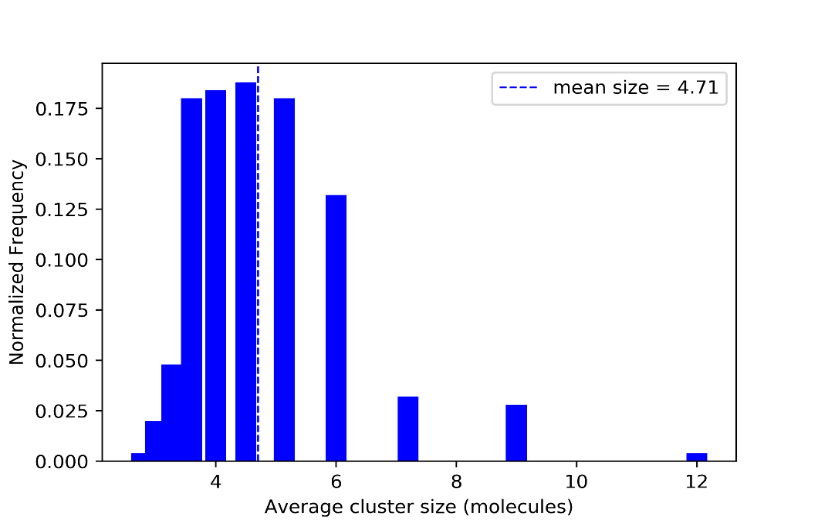 mean size = 4.71
0.175
0.150
0.125
0.100
0.075
0.050
0.025
0.000
Normalized Frequency
4 6 8 10 12
Average cluster size (molecules)